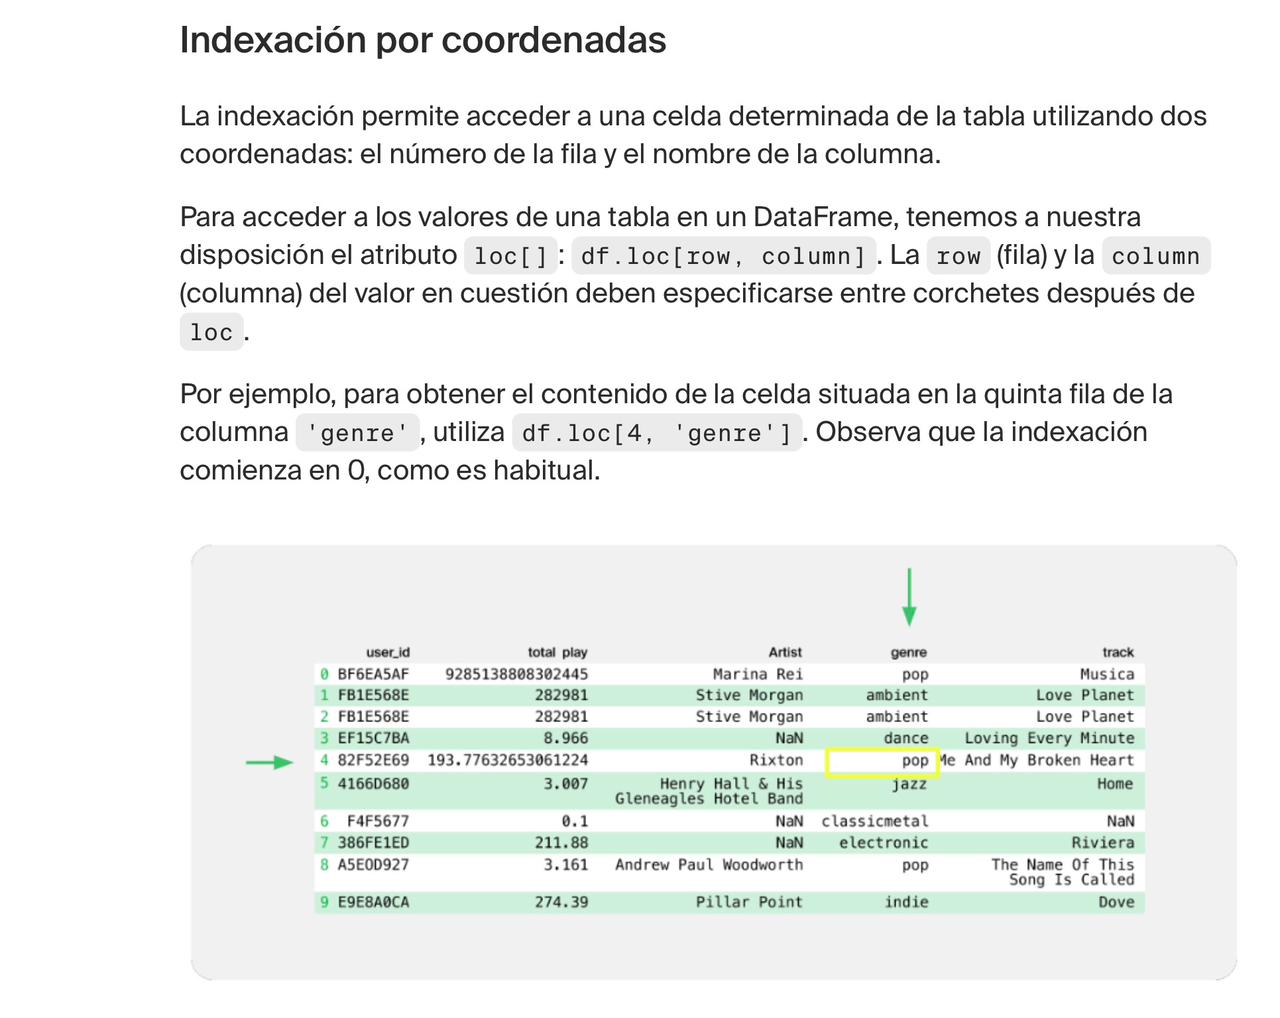 Indexación por coordenadas
La indexación permite acceder a una celda determinada de la tabla utilizando dos
coordenadas: el número de la fila y el nombre de la columna.
Para acceder a los valores de una tabla en un DataFrame, tenemos a nuestra
disposición el atributo loc[] : df.loc[row, column] . La row (fila) y la column
(columna) del valor en cuestión deben especificarse entre corchetes después de
loc .
Por ejemplo, para obtener el contenido de la celda situada en la quinta fila de la
columna 'genre' , utiliza df.loc[4, 'genre'] . Observa que la indexación
comienza en 0, como es habitual.
user_id total play Artist genre track
0 BF6EA5AF 9285138808302445 Marina Rei pop Musica
1 FB1E568E 282981 Stive Morgan ambient Love Planet
2 FB1E568E 282981 Stive Morgan ambient Love Planet
3 EF15C7BA 8.966 NaN dance Loving Every Minute
4 82F52E69 193.77632653061224 Rixton pop Me And My Broken Heart
5 4166D680 3.007 Henry Hall & His jazz Home
Gleneagles Hotel Band
6 F4F5677 0.1 NaN classicmetal NaN
7 386FE1ED 211.88 NaN electronic Riviera
8 A5EOD927 3.161 Andrew Paul Woodworth pop The Name Of This
Song Is Called
9 E9E8A0CA 274.39 Pillar Point indie Dove